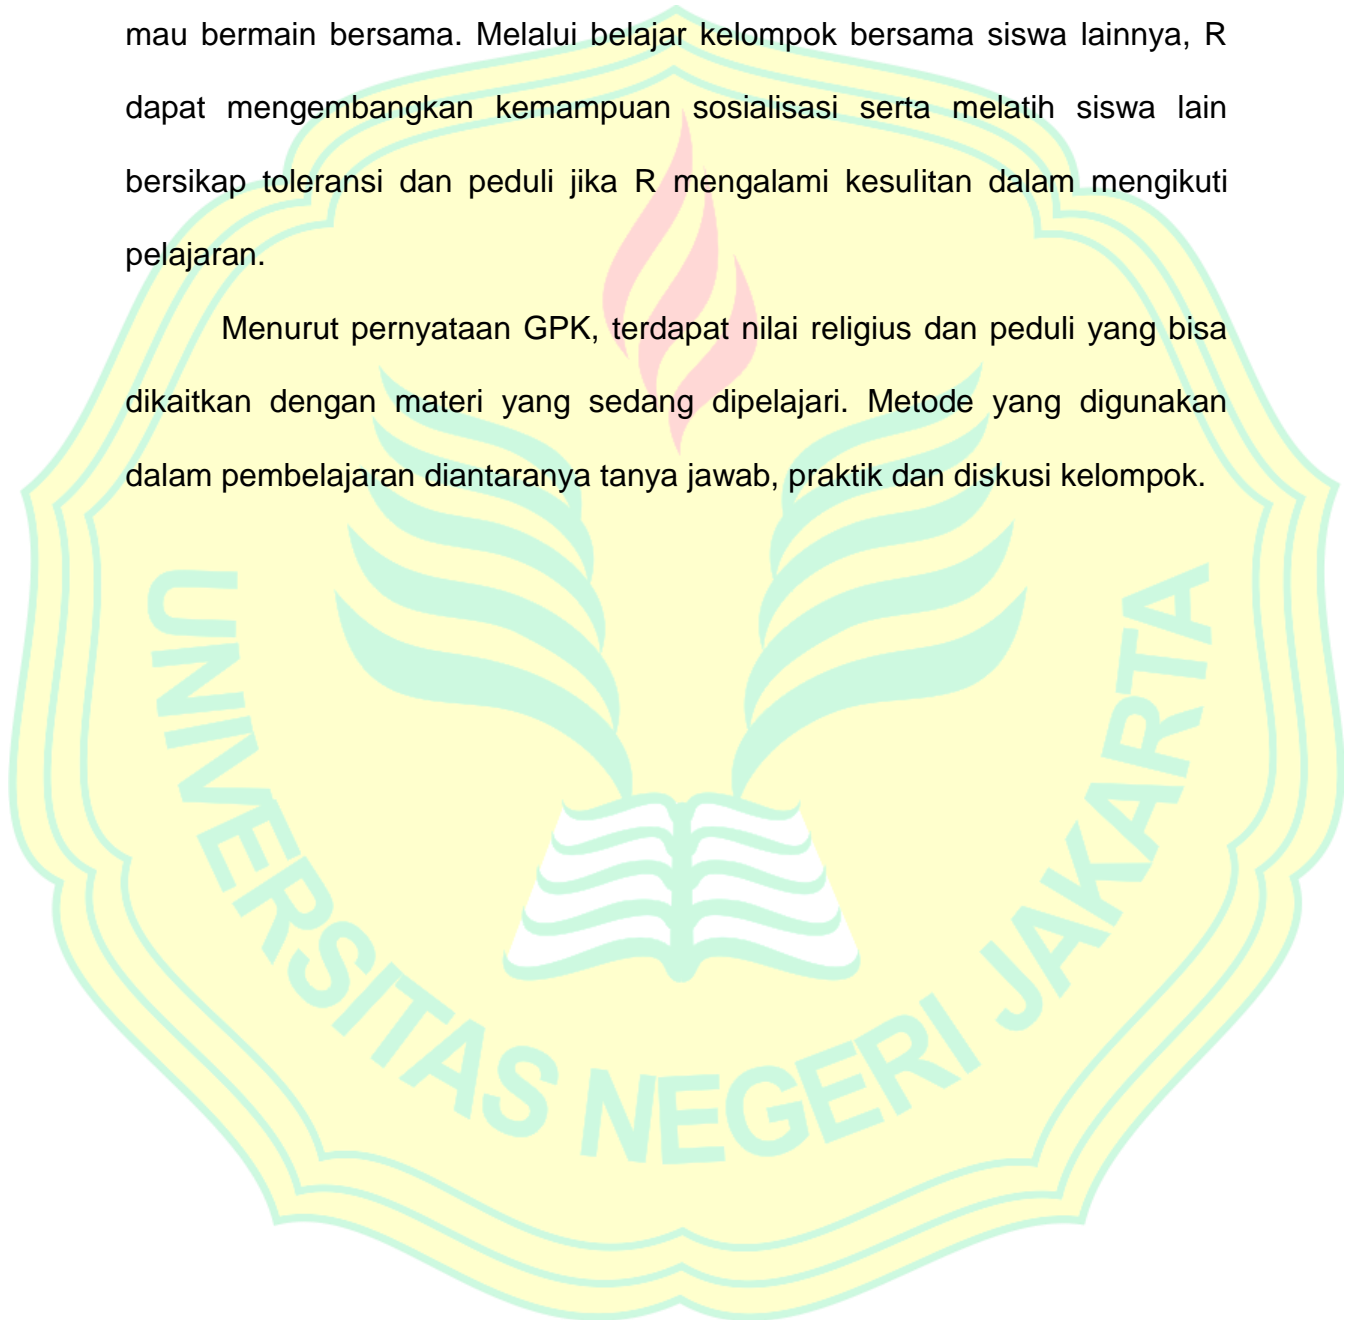 mau bermain bersama. Melalui belajar kelompok bersama siswa lainnya, R
dapat mengembangkan kemampuan sosialisasi serta melatih siswa lain
bersikap toleransi dan peduli jika R mengalami kesulitan dalam mengikuti
pelajaran.
Menurut pernyataan GPK, terdapat nilai religius dan peduli yang bisa
dikaitkan dengan materi yang sedang dipelajari. Metode yang digunakan
dalam pembelajaran diantaranya tanya jawab, praktik dan diskusi kelompok.
UNIVERSITAS NEGERI JAKARTA